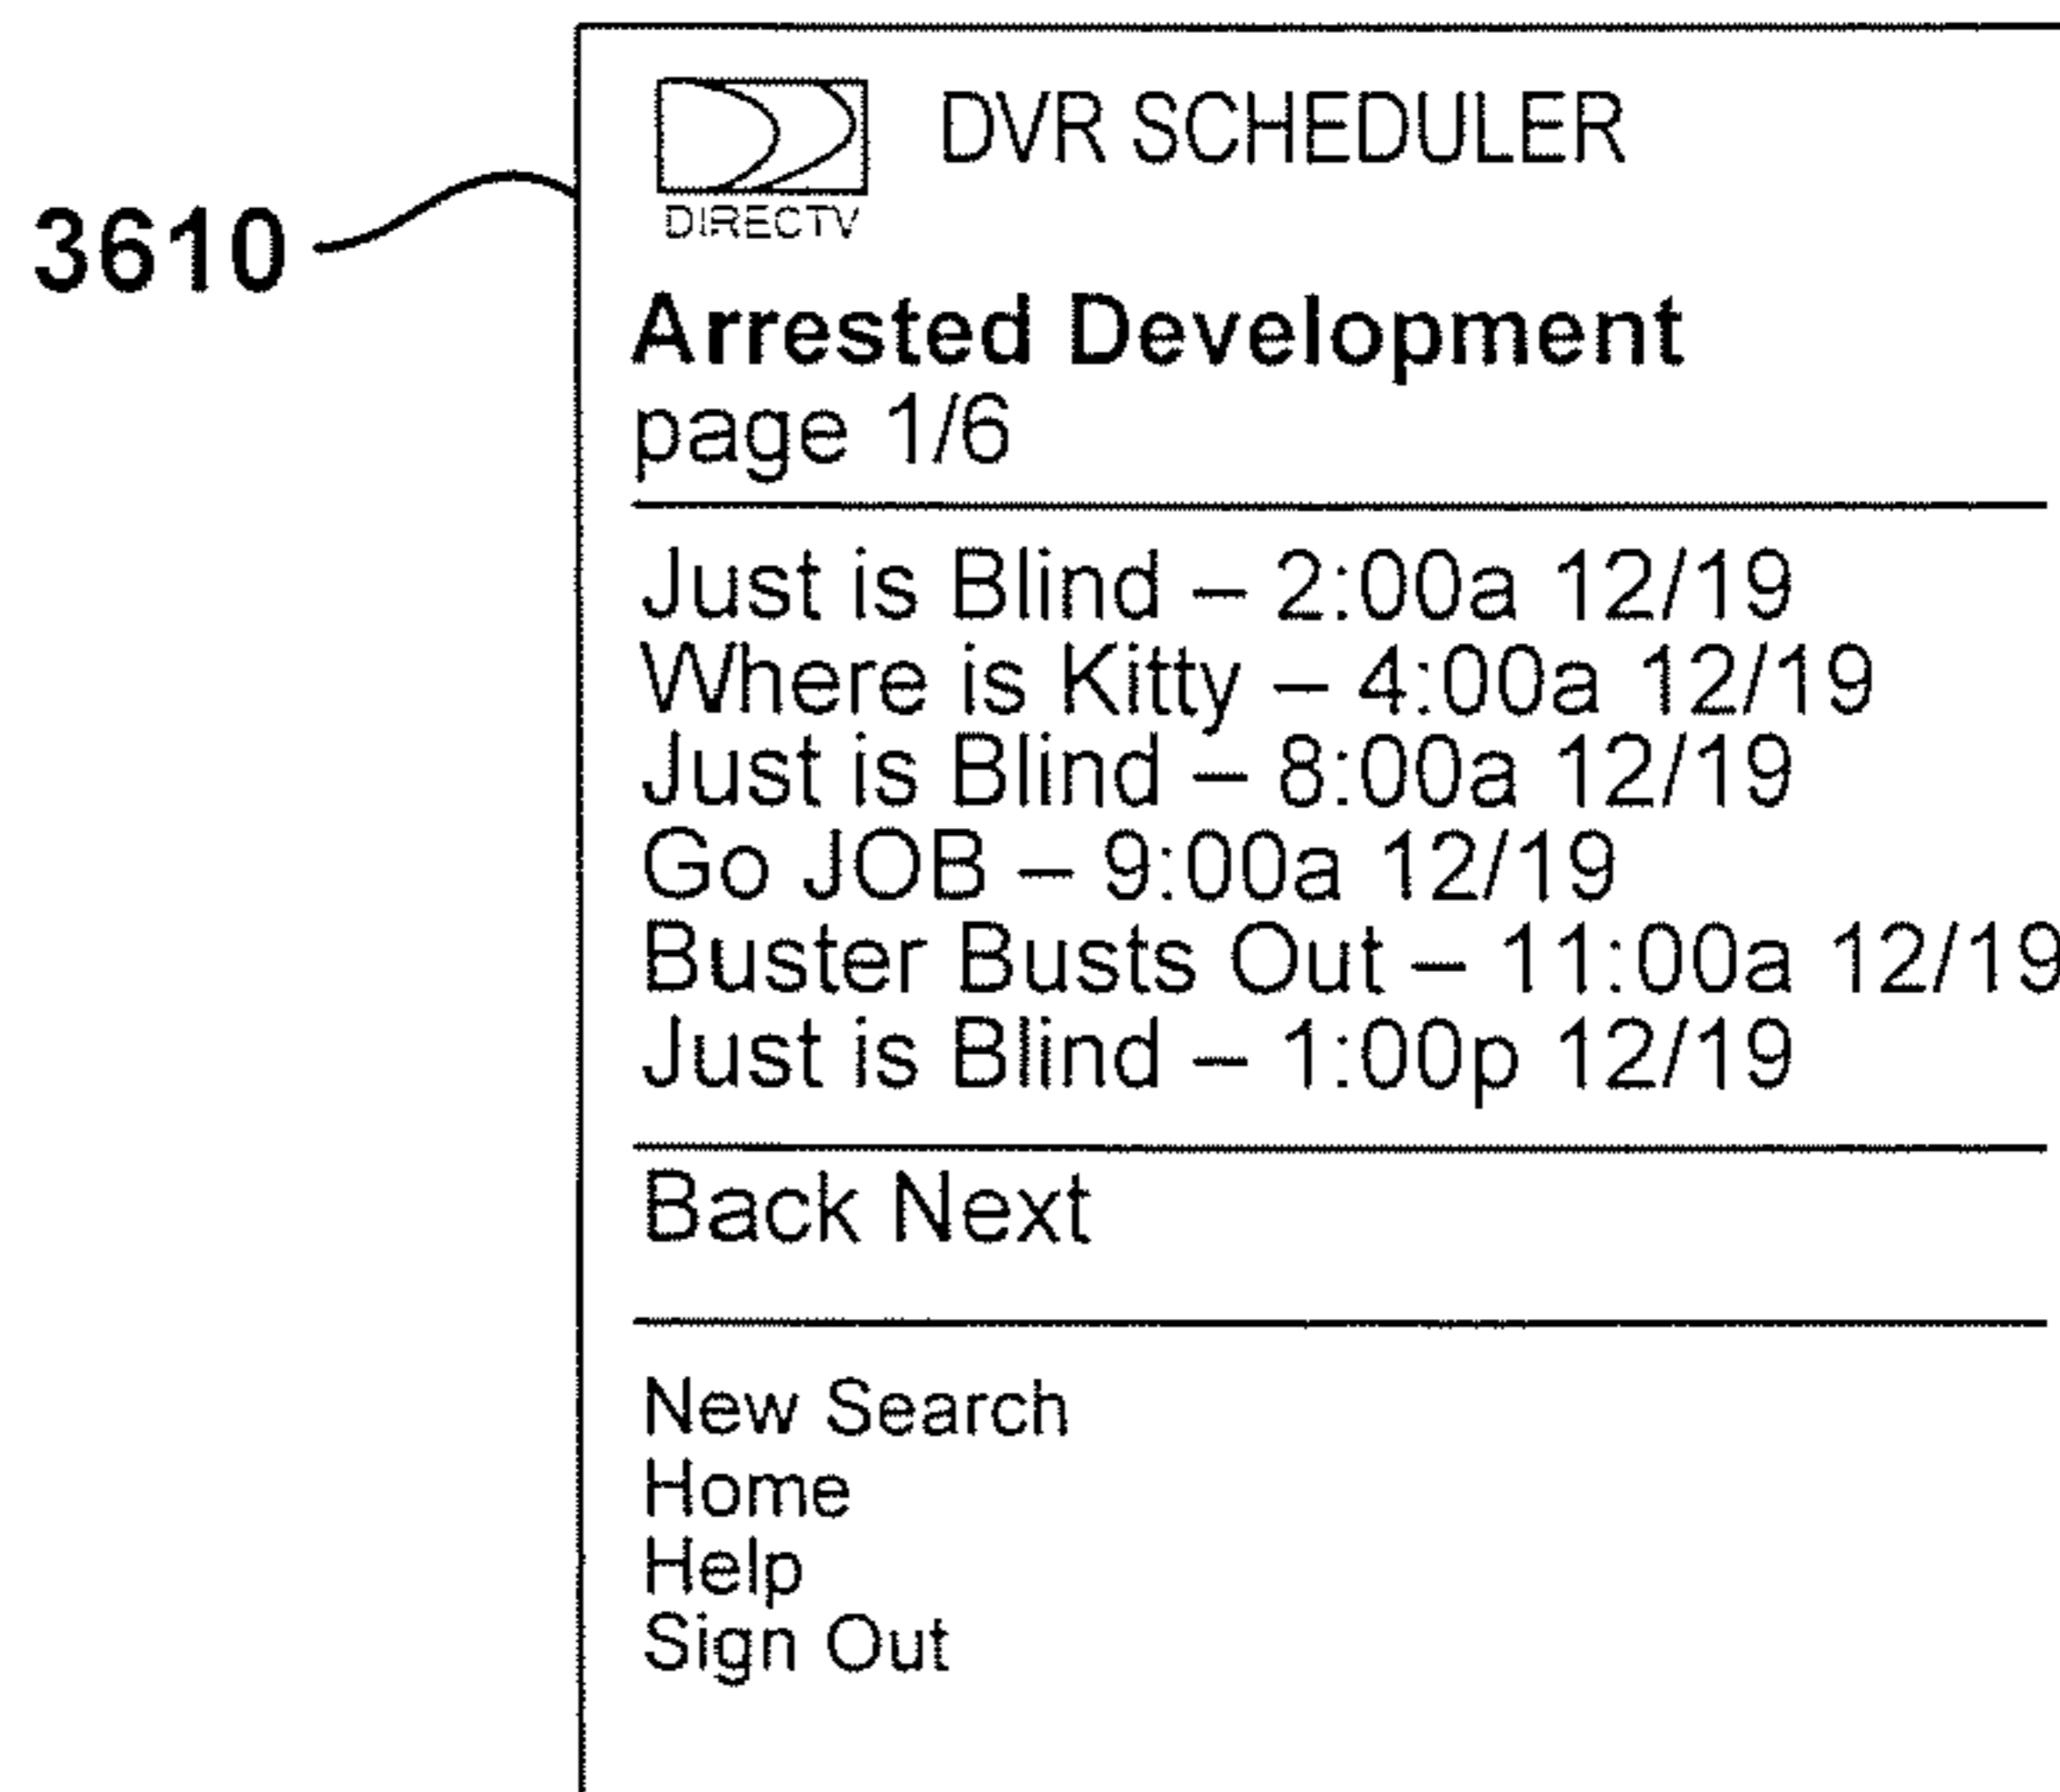 3610
DVR SCHEDULER
DIRECTV
Arrested Development
page 1/6
Just is Blind – 2:00a 12/19
Where is Kitty – 4:00a 12/19
Just is Blind – 8:00a 12/19
Go JOB – 9:00a 12/19
Buster Busts Out – 11:00a 12/19
Just is Blind – 1:00p 12/19
Back Next
New Search
Home
Help
Sign Out